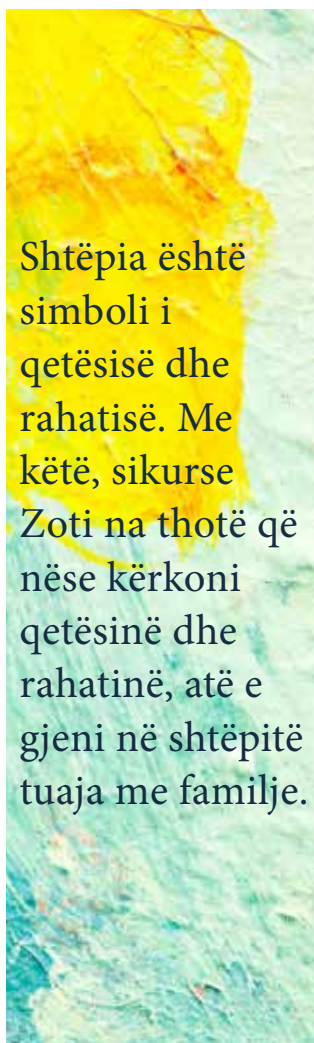 Shtëpia është
simboli i
qetësisë dhe
rahatisë. Me
këtë, sikurse
Zoti na thotë që
nëse kërkoni
qetësinë dhe
rahatinë, atë e
gjeni në shtëpitë
tuaja me familje.